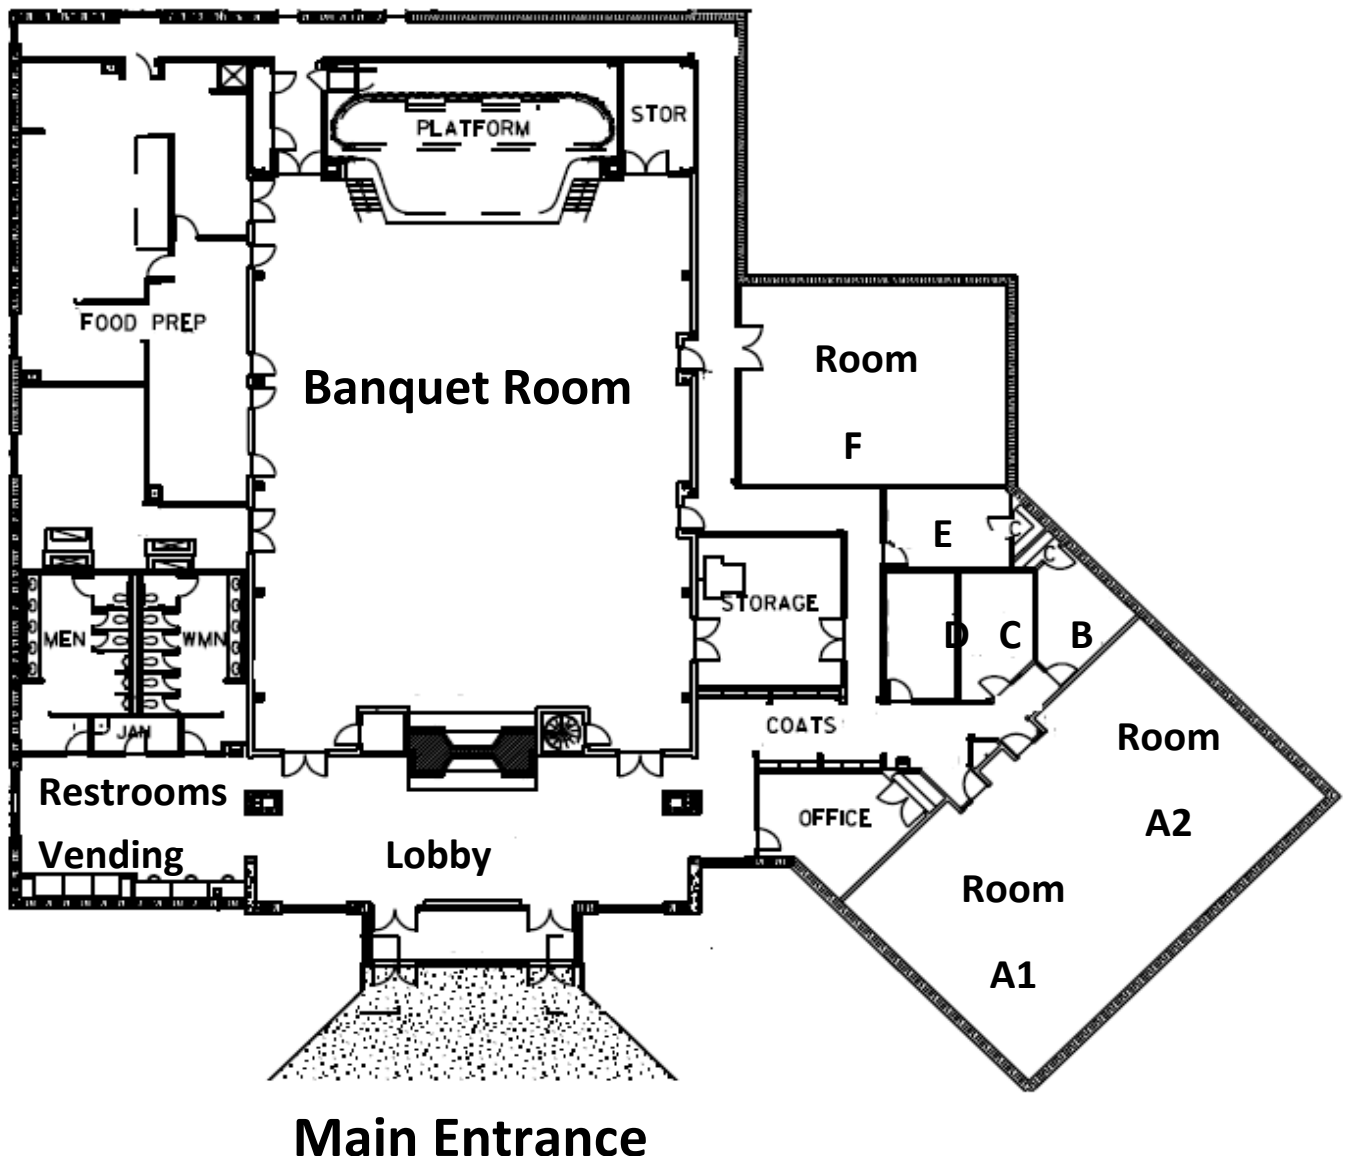 PLATFORM
STOR
FOOD PREP
Banquet Room
Room
F
E
C
C
STORAGE
MEN
WMN
D
C
B
JAN
COATS
Room
A2
Restrooms
Vending
Lobby
OFFICE
Room
A1
Main Entrance